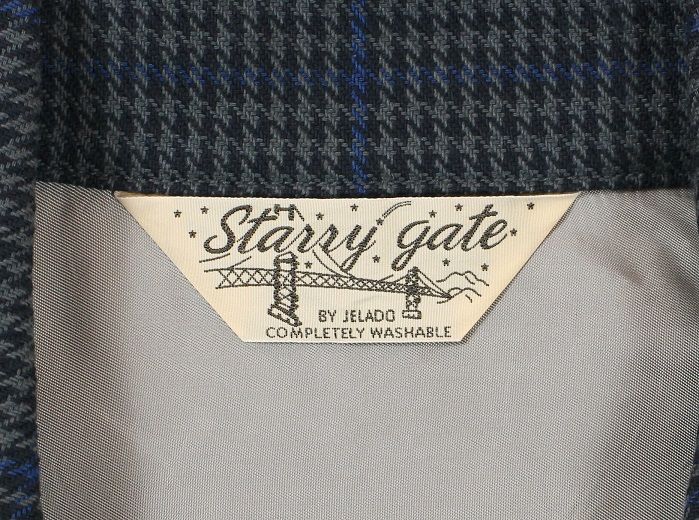 Starry gate
BY JELADO
COMPLETELY WASHABLE